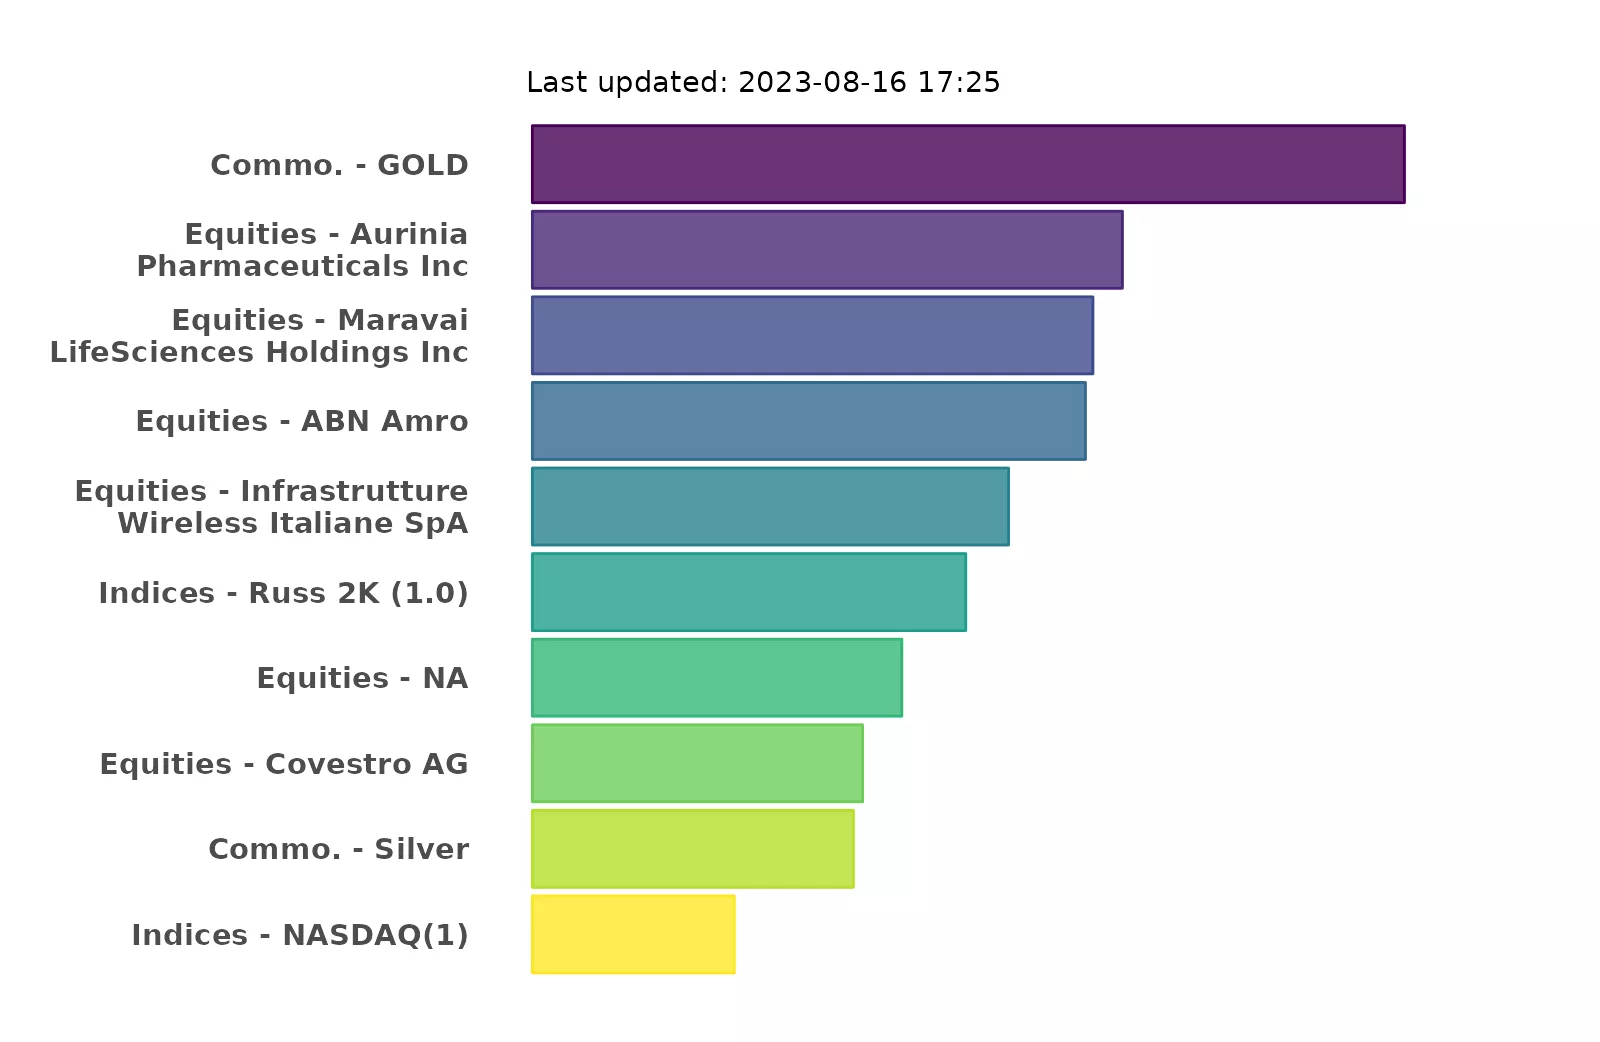 Last updated: 2023-08-16 17:25
Commo. - GOLD
Equities - Aurinia
Pharmaceuticals Inc
Equities - Maravai
LifeSciences Holdings Inc
Equities - ABN Amro
Equities - Infrastrutture
Wireless Italiane SpA
Indices - Russ 2K (1.0)
Equities - NA
Equities - Covestro AG
Commo. - Silver
Indices - NASDAQ(1)